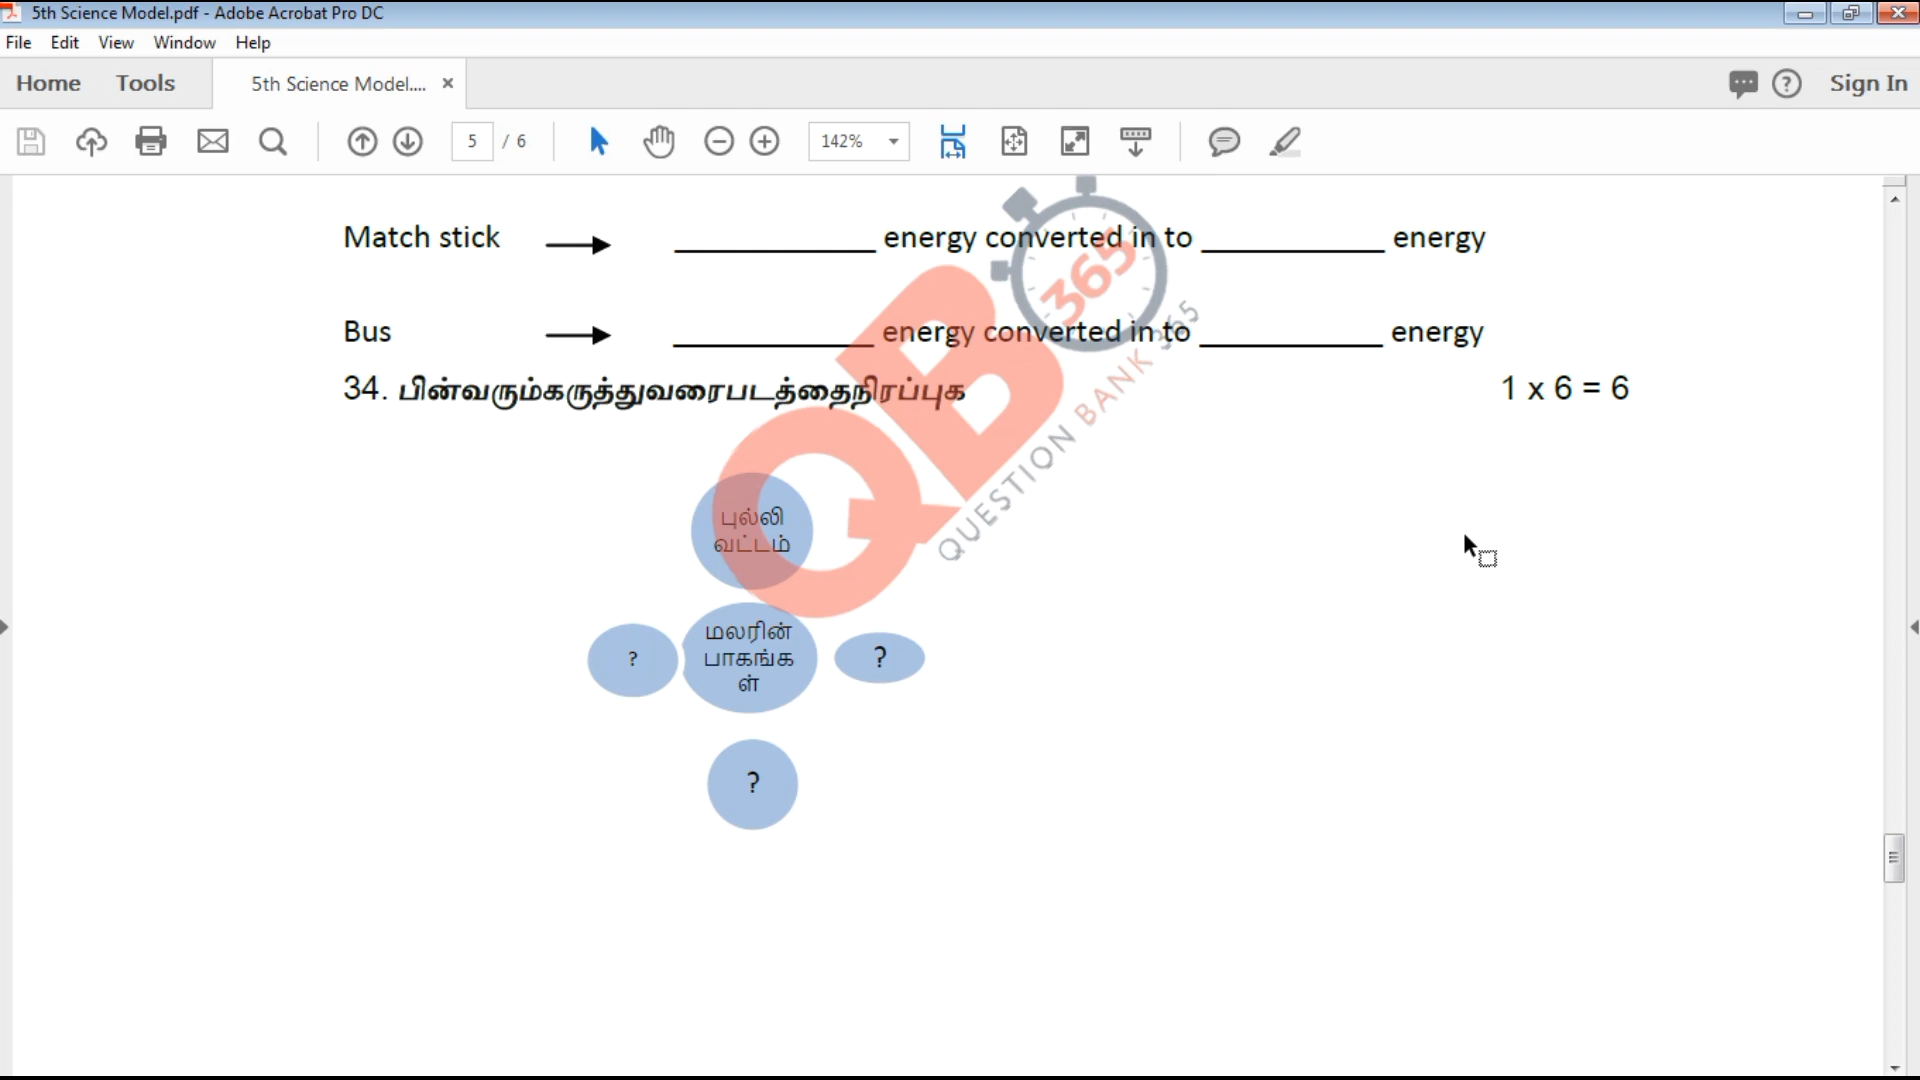 5th Science Model.pdf - Adobe Acrobat Pro DC
File Edit View Window Help
Home Tools 5th Science Model.... × Sign In
5 / 6 142%
Match stick ____________ energy converted in to ___________ energy
Bus ____________ energy converted in to ___________ energy
34. பின்வரும்கருத்துவரைபடத்தைநிரப்புக 1 x 6 = 6
புல்லி
வட்டம்
மலரின்
பாகங்க
ள்
?
?
?
QB
365
QUESTION BANK 365